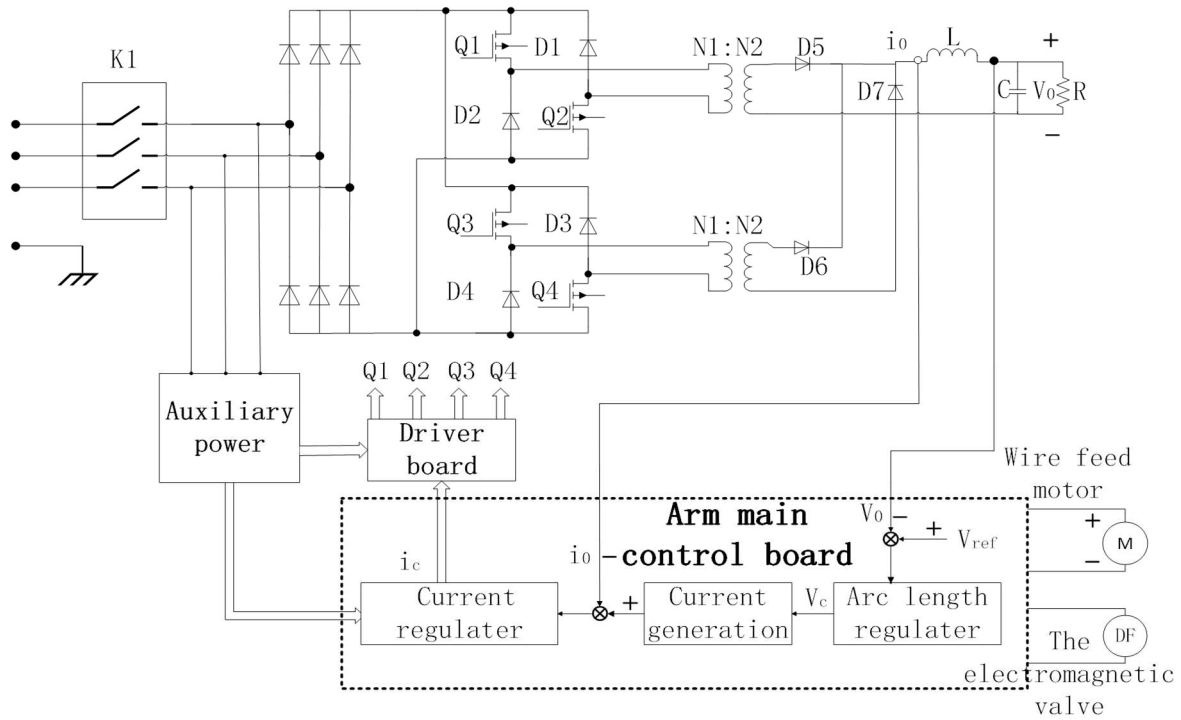 K1
Q1
D1
D2
Q2
N1:N2
D5
D7
i0
L
+
C
V0
R
−
Q3
D3
D4
Q4
N1:N2
D6
Q1 Q2 Q3 Q4
Auxiliary
power
Driver
board
Wire feed
motor
Arm main
control board
V0 −
+
Vref
+
M
−
ic
i0 −
+
Vc
Current
regulater
Current
generation
Arc length
regulater
DF
The
electromagnetic
valve